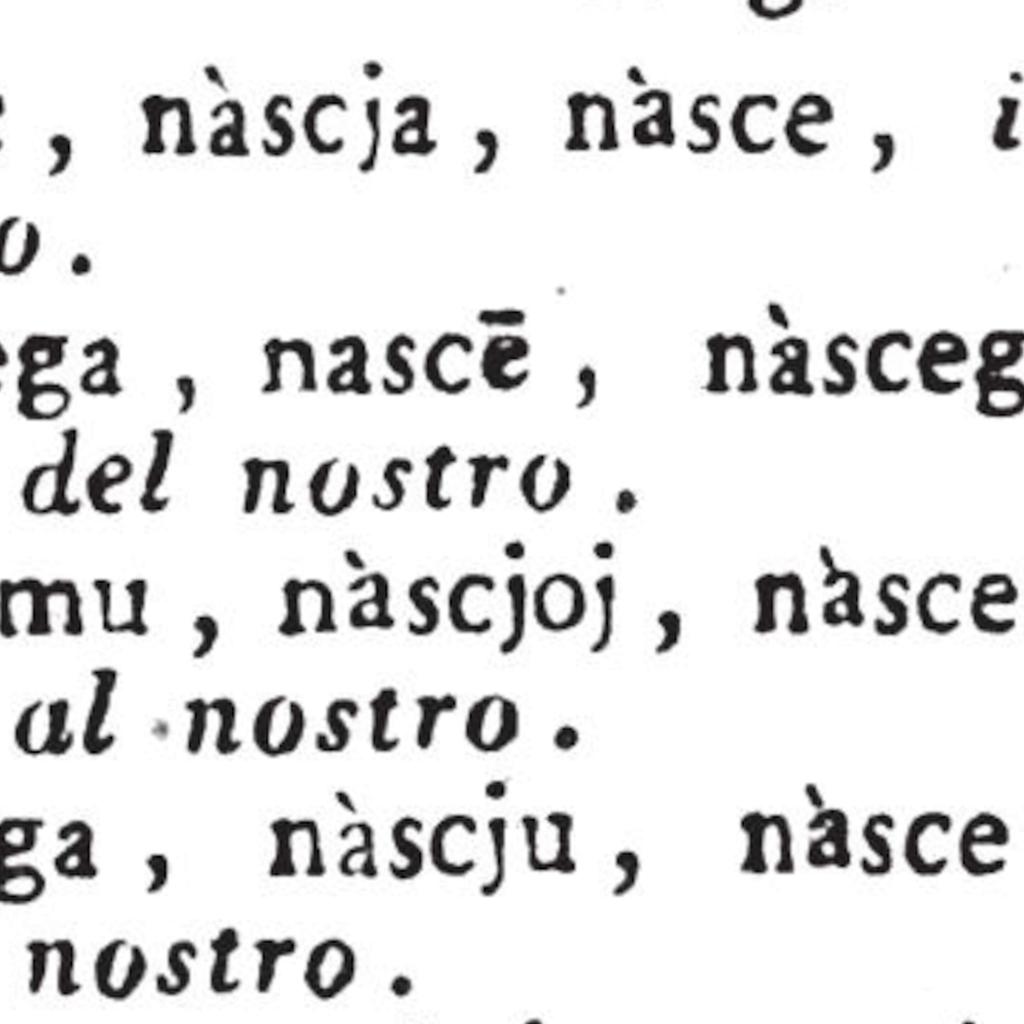 , nàscja, nàsce, i
o.
ega, nascē, nàsceg
del nostro.
mu, nàscjoj, nàsce
al nostro.
ga, nàscju, nàsce
nostro.